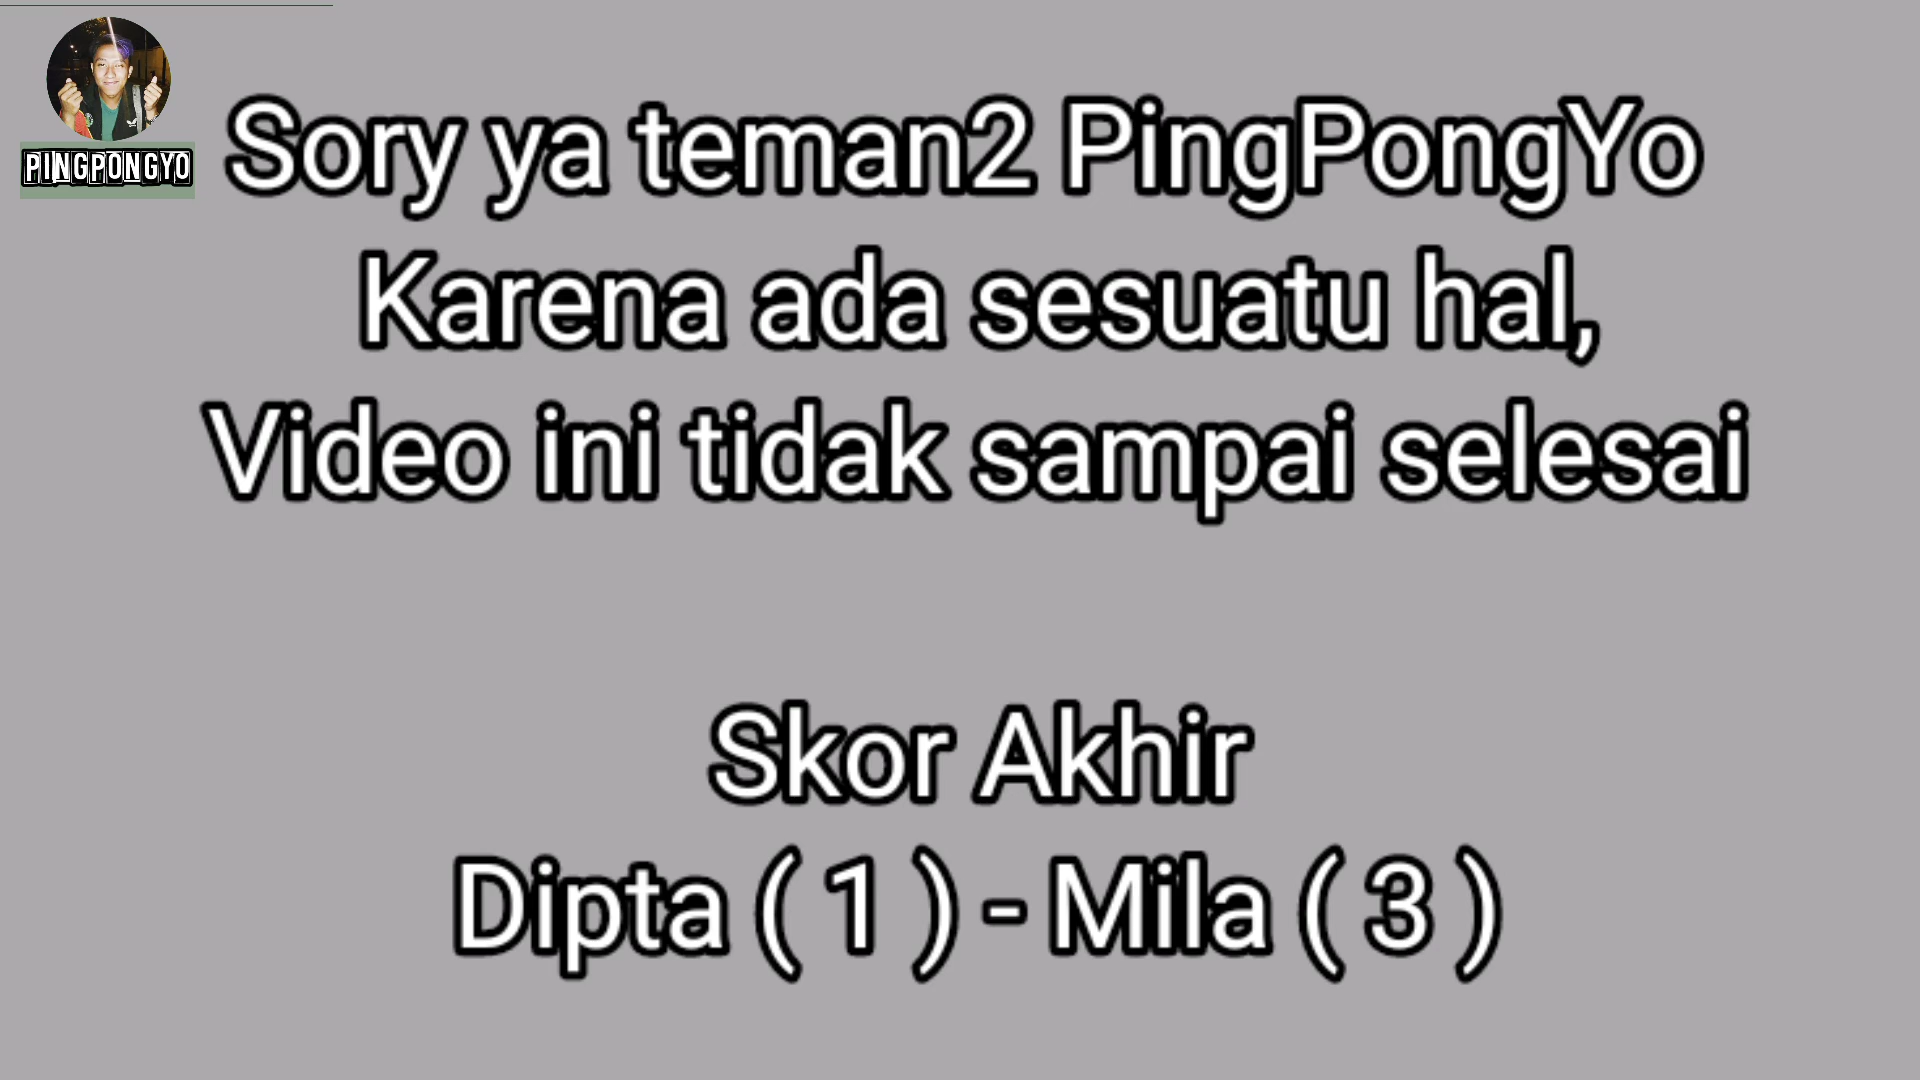 PINGPONGYO
Sory ya teman2 PingPongYo
Karena ada sesuatu hal,
Video ini tidak sampai selesai
Skor Akhir
Dipta ( 1 ) - Mila ( 3 )